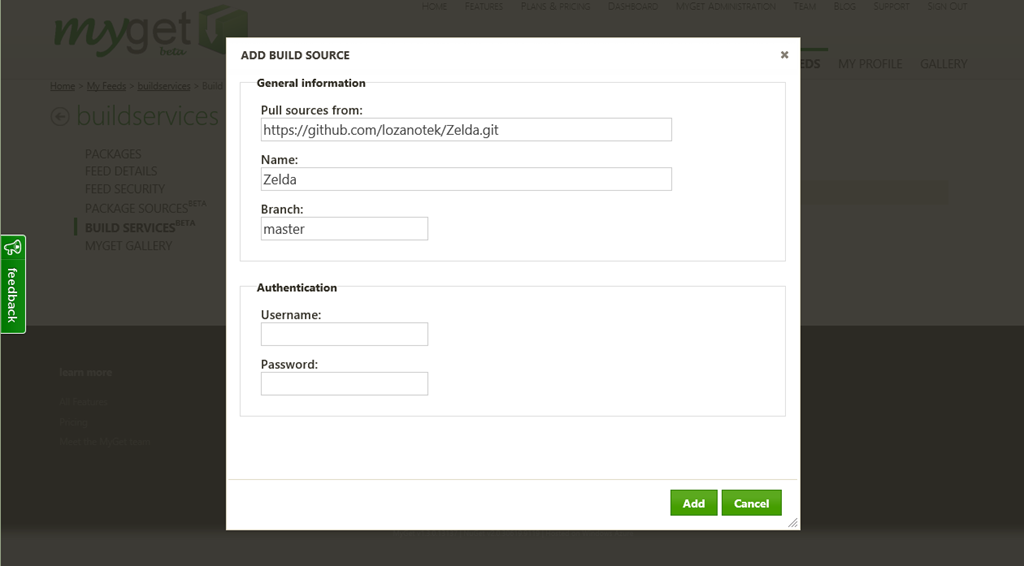 HOME FEATURES PLANS & PRICING DASHBOARD MYGET ADMINISTRATION TEAM BLOG SUPPORT SIGN OUT
myget
beta
EDS MY PROFILE GALLERY
Home > My Feeds > buildservices > Build
buildservices
PACKAGES
FEED DETAILS
FEED SECURITY
PACKAGE SOURCES BETA
BUILD SERVICES BETA
MYGET GALLERY
feedback
learn more
ADD BUILD SOURCE
General information
Pull sources from:
https://github.com/lozanotek/Zelda.git
Name:
Zelda
Branch:
master
Authentication
Username:
Password:
Add Cancel